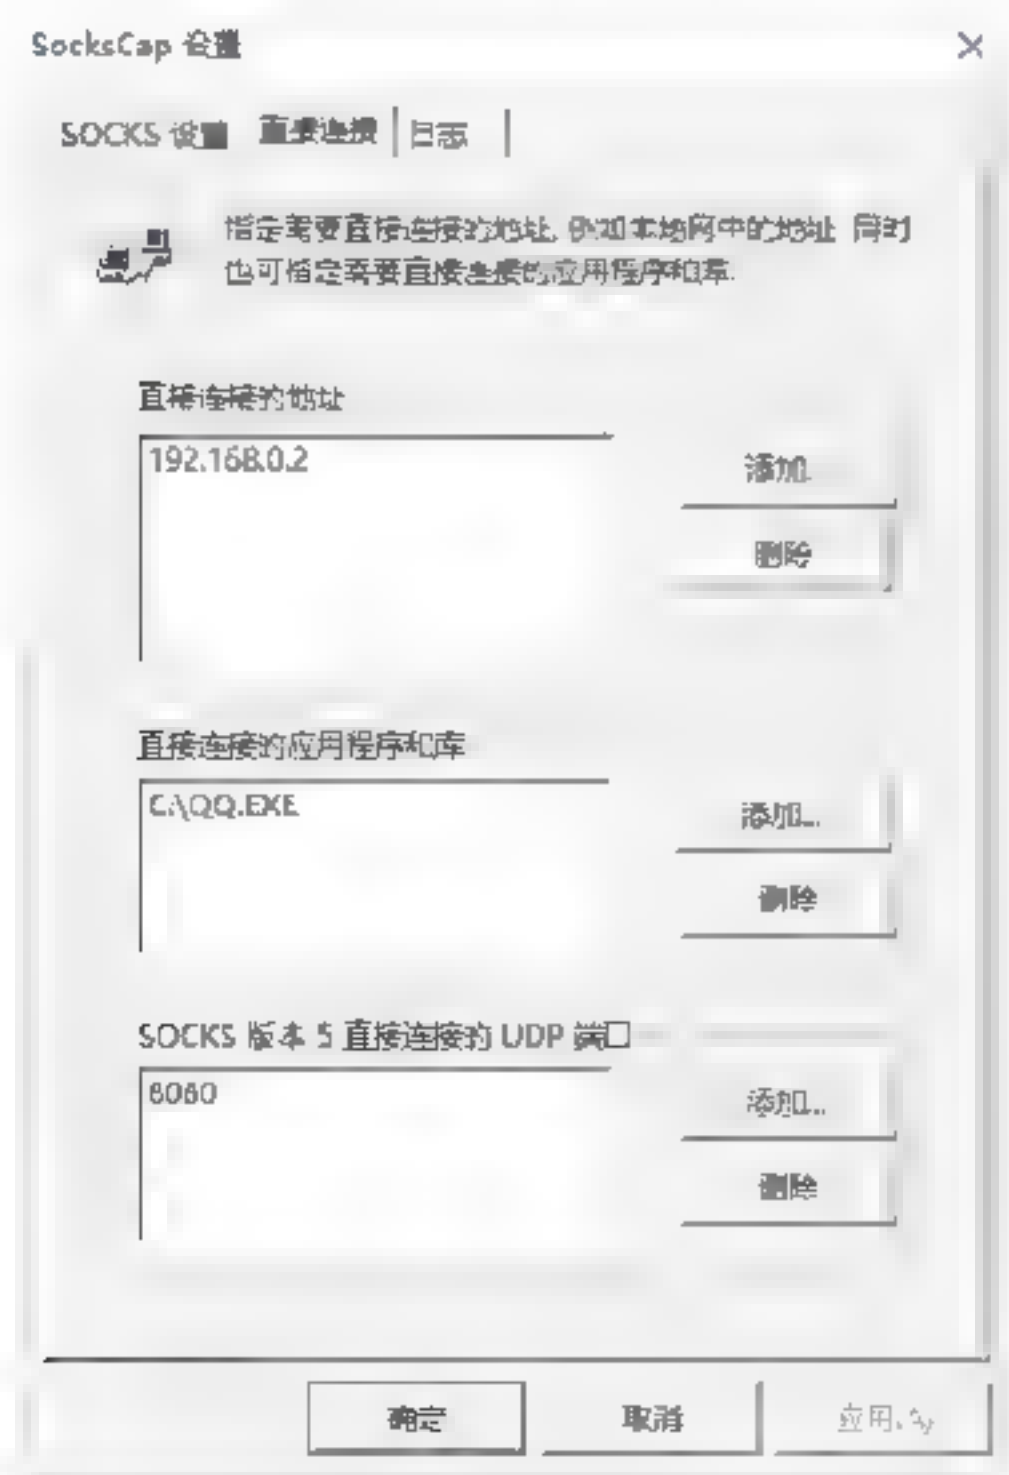 SocksCap 设置
SOCKS 设置 直接连接 日志
指定需要直接连接的地址, 例如本地网中的地址 同时
也可指定需要直接连接的应用程序和库.
直接连接的地址
192.168.0.2
添加...
删除
直接连接的应用程序和库
C:\QQ.EXE
添加...
删除
SOCKS 版本 5 直接连接的 UDP 端口
8080
添加...
删除
确定 取消 应用